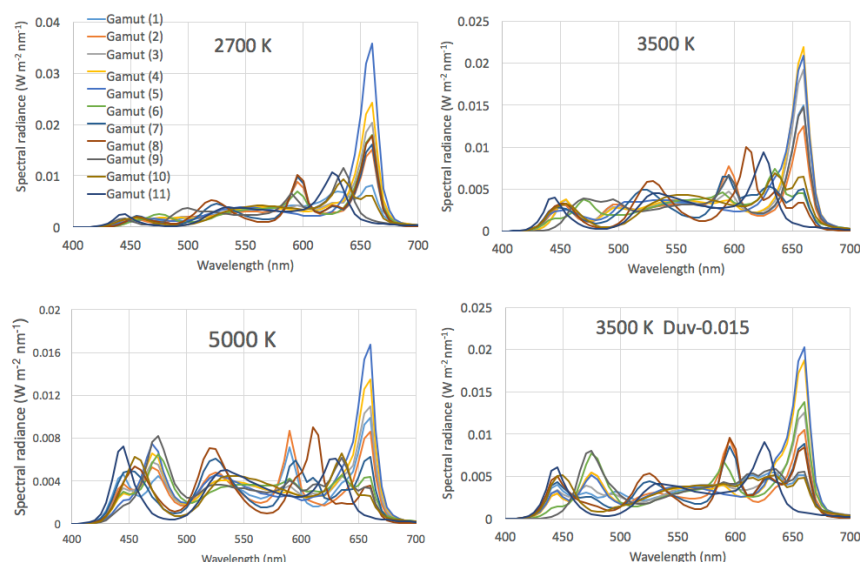 2700 K
Spectral radiance (W m⁻² nm⁻¹)
0.04
0.03
0.02
0.01
0
Gamut (1)
Gamut (2)
Gamut (3)
Gamut (4)
Gamut (5)
Gamut (6)
Gamut (7)
Gamut (8)
Gamut (9)
Gamut (10)
Gamut (11)
400 450 500 550 600 650 700
Wavelength (nm)
3500 K
Spectral radiance (W m⁻² nm⁻¹)
0.025
0.02
0.015
0.01
0.005
0
400 450 500 550 600 650 700
Wavelength (nm)
5000 K
Spectral radiance (W m⁻² nm⁻¹)
0.02
0.016
0.012
0.008
0.004
0
400 450 500 550 600 650 700
Wavelength (nm)
3500 K Duv-0.015
Spectral radiance (W m⁻² nm⁻¹)
0.025
0.02
0.015
0.01
0.005
0
400 450 500 550 600 650 700
Wavelength (nm)